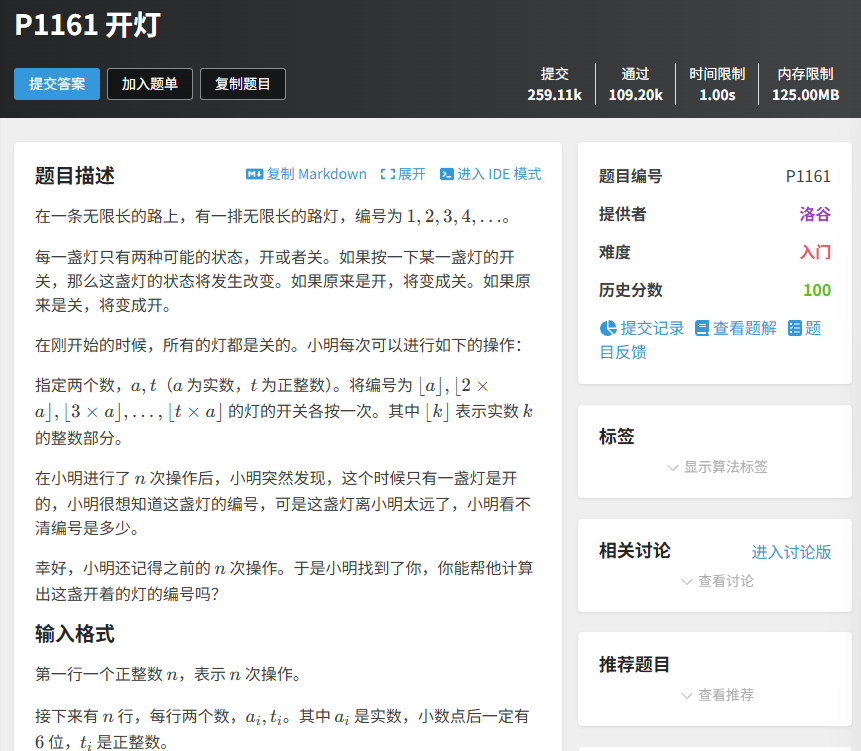 P1161 开灯
提交答案 加入题单 复制题目
提交 通过 时间限制 内存限制
259.11k 109.20k 1.00s 125.00MB
题目描述 复制 Markdown 展开 进入 IDE 模式
在一条无限长的路上，有一排无限长的路灯，编号为 1, 2, 3, 4, …。
每一盏灯只有两种可能的状态，开或者关。如果按一下某一盏灯的开
关，那么这盏灯的状态将发生改变。如果原来是开，将变成关。如果原
来是关，将变成开。
在刚开始的时候，所有的灯都是关的。小明每次可以进行如下的操作：
指定两个数，a, t（a 为实数，t 为正整数）。将编号为 ⌊a⌋, ⌊2 ×
a⌋, ⌊3 × a⌋, …, ⌊t × a⌋ 的灯的开关各按一次。其中 ⌊k⌋ 表示实数 k
的整数部分。
在小明进行了 n 次操作后，小明突然发现，这个时候只有一盏灯是开
的，小明很想知道这盏灯的编号，可是这盏灯离小明太远了，小明看不
清编号是多少。
幸好，小明还记得之前的 n 次操作。于是小明找到了你，你能帮他计算
出这盏开着的灯的编号吗？
输入格式
第一行一个正整数 n，表示 n 次操作。
接下来有 n 行，每行两个数，aᵢ, tᵢ。其中 aᵢ 是实数，小数点后一定有
6 位，tᵢ 是正整数。
题目编号 P1161
提供者 洛谷
难度 入门
历史分数 100
提交记录 查看题解 题
目反馈
标签
显示算法标签
相关讨论 进入讨论版
查看讨论
推荐题目
查看推荐